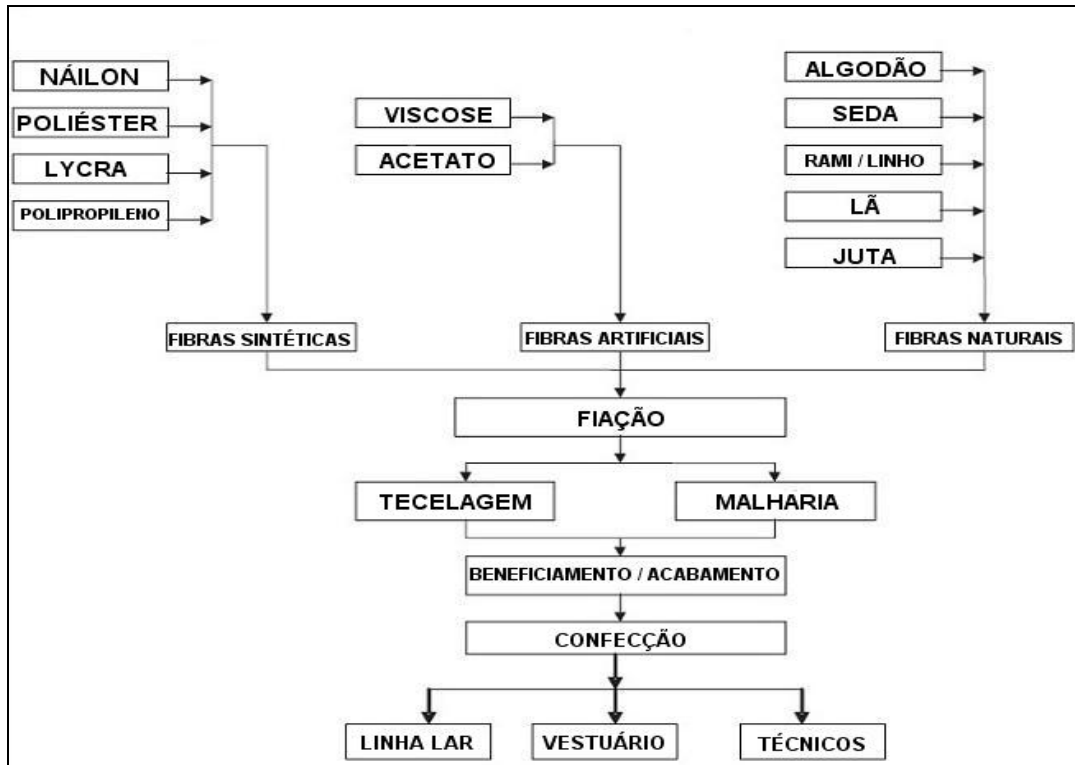 NÁILON
POLIÉSTER
LYCRA
POLIPROPILENO
VISCOSE
ACETATO
ALGODÃO
SEDA
RAMI / LINHO
LÃ
JUTA
FIBRAS SINTÉTICAS
FIBRAS ARTIFICIAIS
FIBRAS NATURAIS
FIAÇÃO
TECELAGEM
MALHARIA
BENEFICIAMENTO / ACABAMENTO
CONFECÇÃO
LINHA LAR
VESTUÁRIO
TÉCNICOS